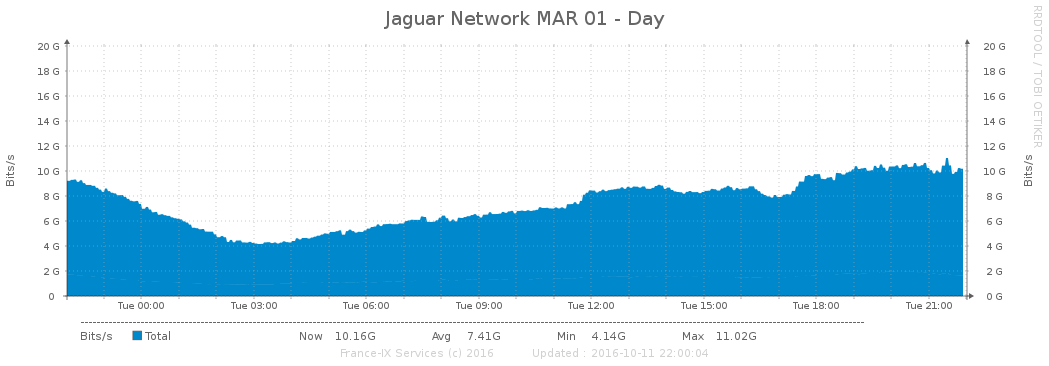 Jaguar Network MAR 01 - Day
RRDTOOL / TOBI OETIKER
Bits/s
Bits/s
20 G 20 G
18 G 18 G
16 G 16 G
14 G 14 G
12 G 12 G
10 G 10 G
8 G 8 G
6 G 6 G
4 G 4 G
2 G 2 G
0 0 G
Tue 00:00 Tue 03:00 Tue 06:00 Tue 09:00 Tue 12:00 Tue 15:00 Tue 18:00 Tue 21:00
Bits/s Total Now 10.16G Avg 7.41G Min 4.14G Max 11.02G
France-IX Services (c) 2016 Updated : 2016-10-11 22:00:04